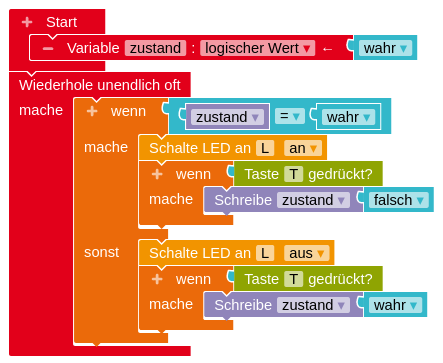 Start
Variable zustand : logischer Wert ▾ ← wahr ▾
Wiederhole unendlich oft
mache wenn zustand ▾ = ▾ wahr ▾
mache Schalte LED an L an ▾
wenn Taste T gedrückt?
mache Schreibe zustand ▾ falsch ▾
sonst Schalte LED an L aus ▾
wenn Taste T gedrückt?
mache Schreibe zustand ▾ wahr ▾